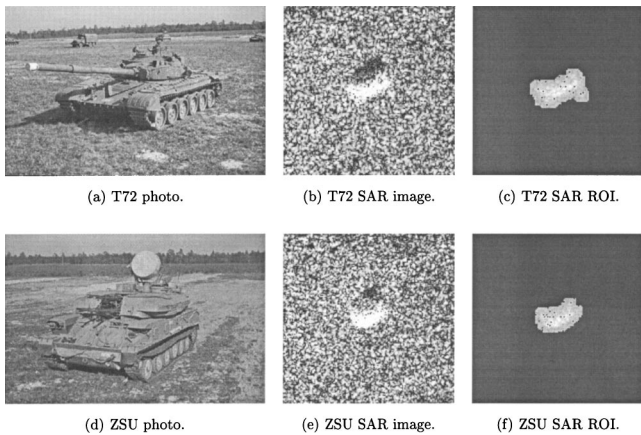 (a) T72 photo.
(b) T72 SAR image.
(c) T72 SAR ROI.
(d) ZSU photo.
(e) ZSU SAR image.
(f) ZSU SAR ROI.